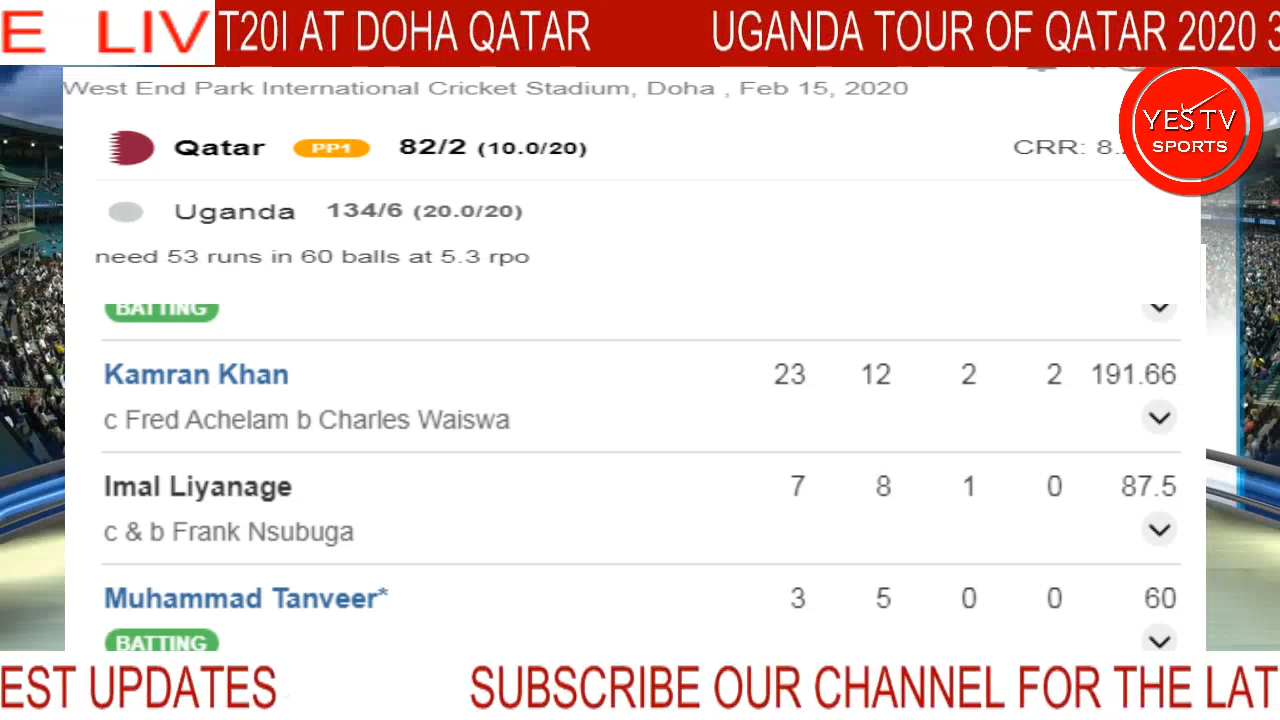 E LIV T20I AT DOHA QATAR UGANDA TOUR OF QATAR 2020 3
West End Park International Cricket Stadium, Doha , Feb 15, 2020
YES TV
SPORTS
Qatar PP1 82/2 (10.0/20) CRR: 8.
Uganda 134/6 (20.0/20)
need 53 runs in 60 balls at 5.3 rpo
BATTING
Kamran Khan 23 12 2 2 191.66
c Fred Achelam b Charles Waiswa
Imal Liyanage 7 8 1 0 87.5
c & b Frank Nsubuga
Muhammad Tanveer* 3 5 0 0 60
BATTING
EST UPDATES SUBSCRIBE OUR CHANNEL FOR THE LAT